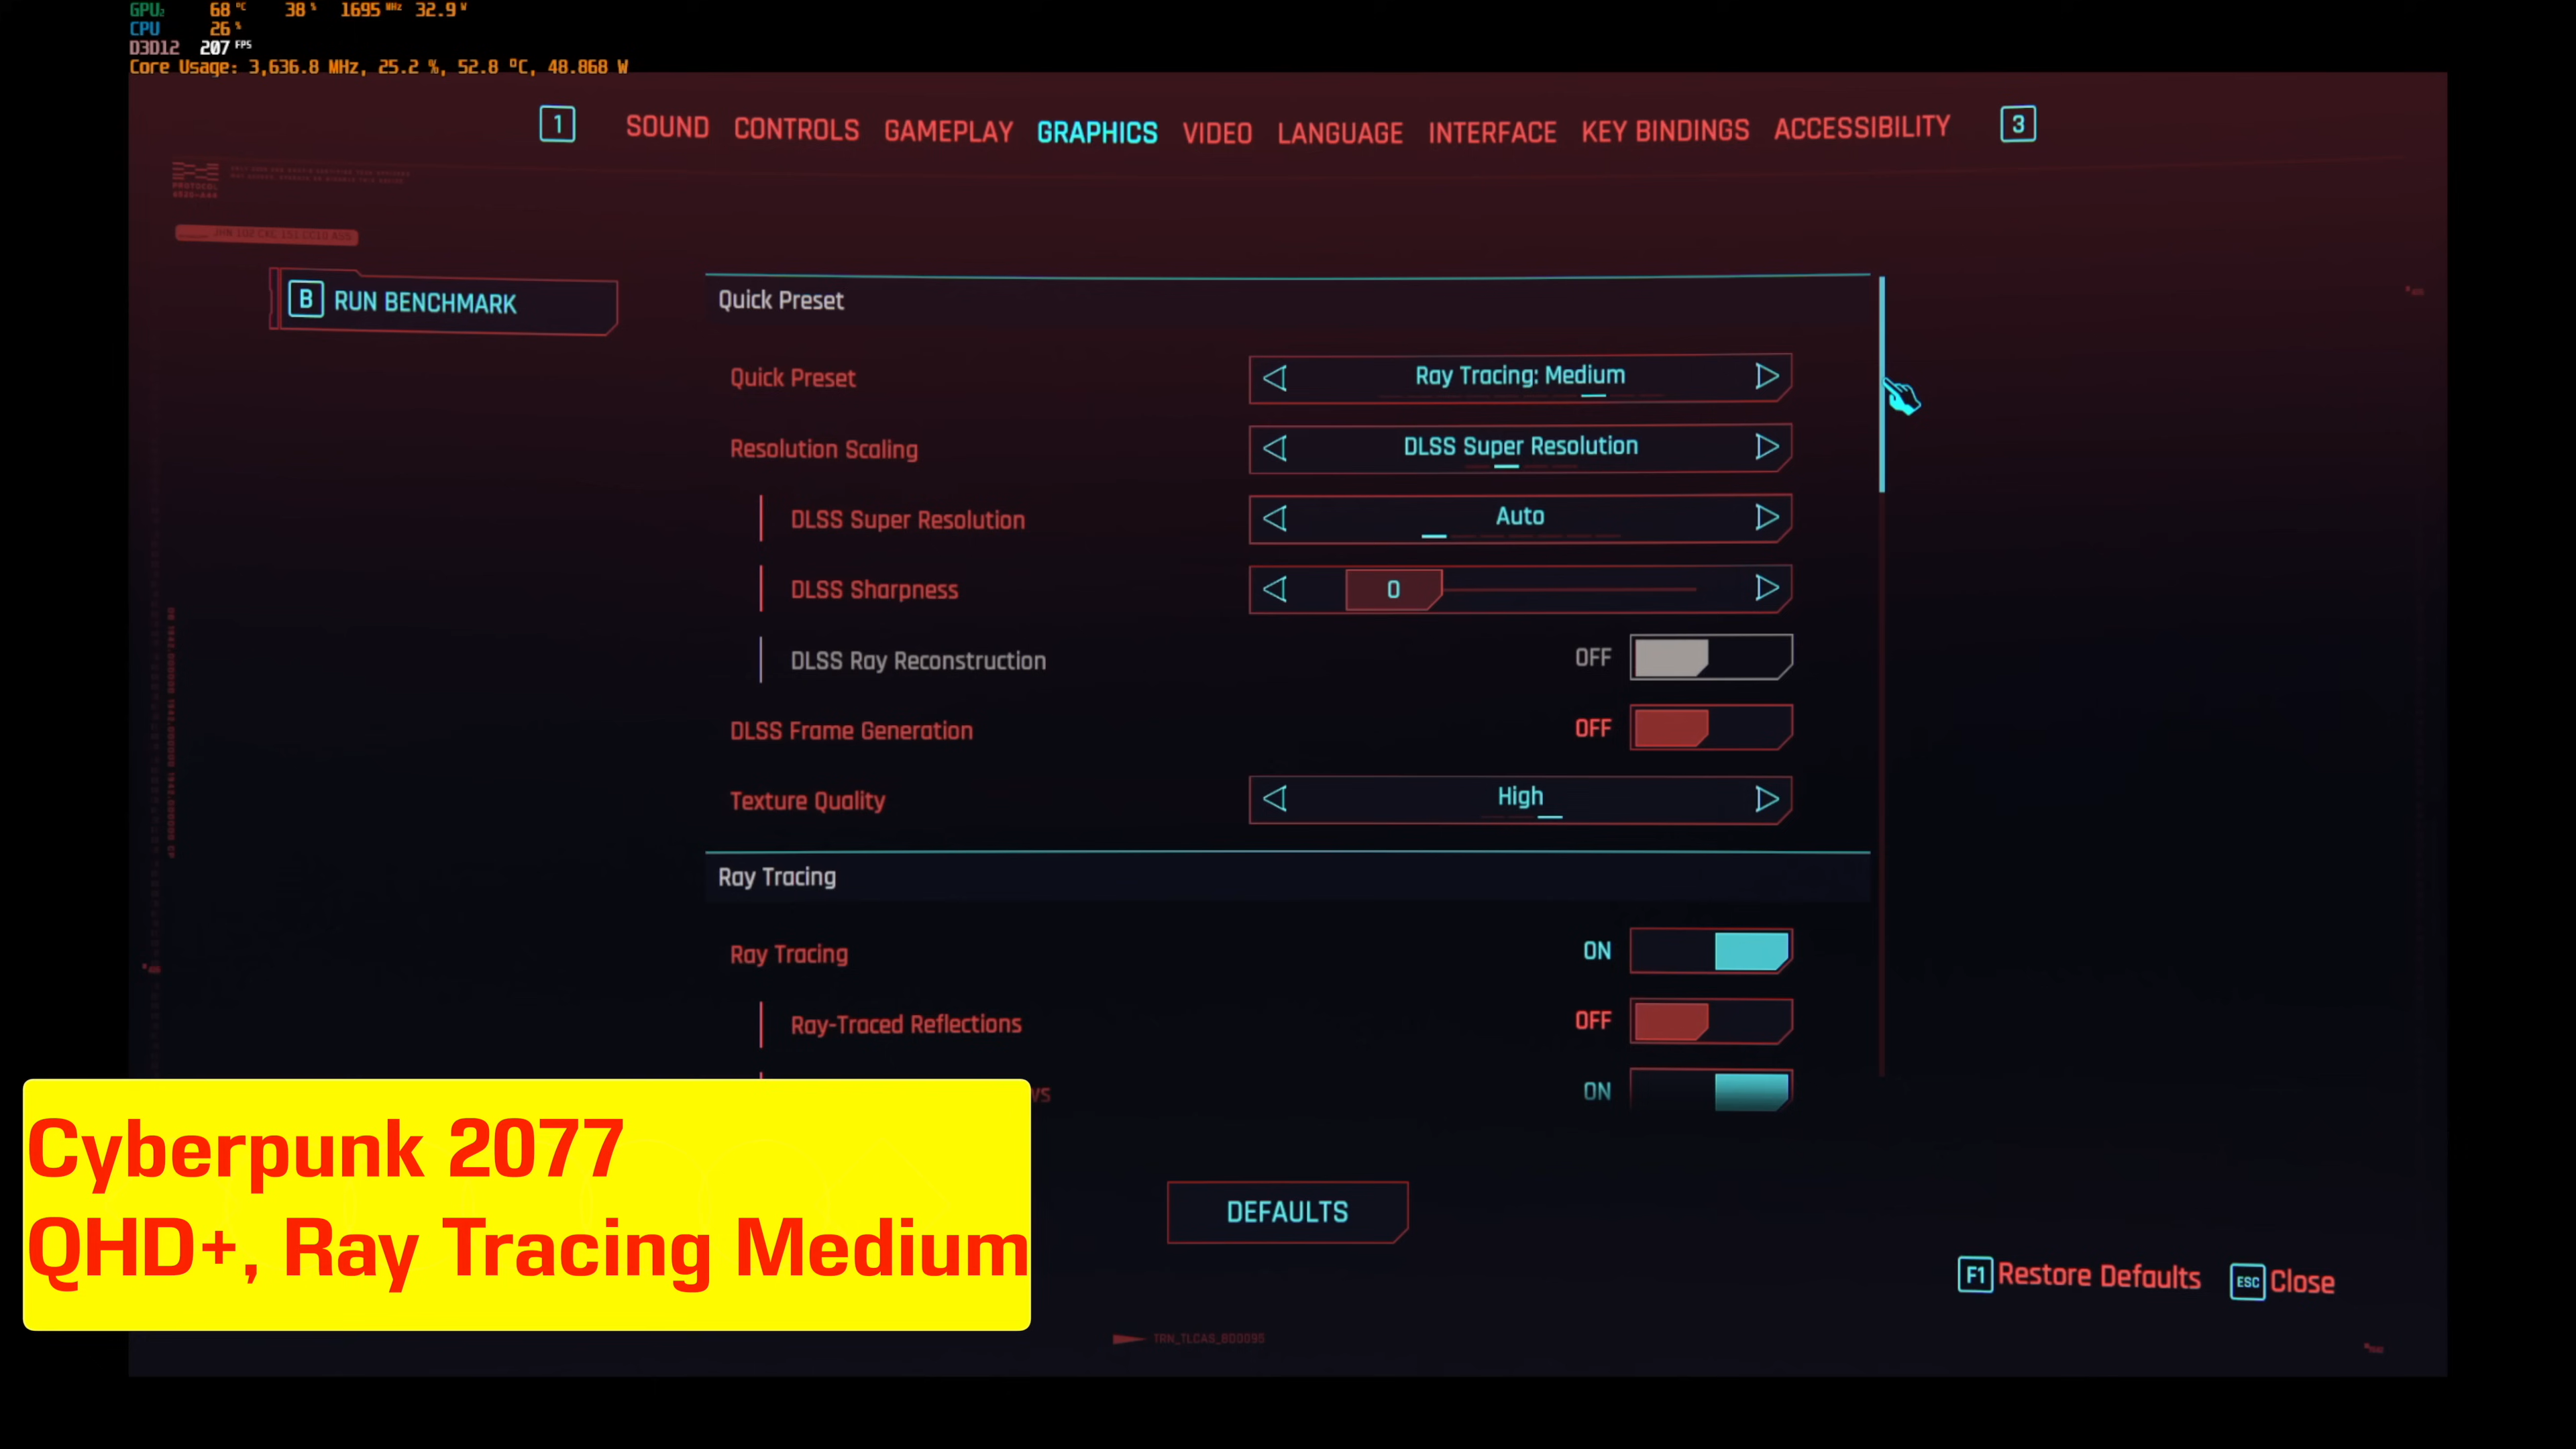 GPU2 68 °C 38 % 1695 MHz 32.9 W
CPU 26 %
D3D12 207 FPS
Core Usage: 3,636.8 MHz, 25.2 %, 52.8 °C, 48.868 W
1 SOUND CONTROLS GAMEPLAY GRAPHICS VIDEO LANGUAGE INTERFACE KEY BINDINGS ACCESSIBILITY 3
PROTOCOL
B RUN BENCHMARK
Quick Preset
Quick Preset Ray Tracing: Medium
Resolution Scaling DLSS Super Resolution
DLSS Super Resolution Auto
DLSS Sharpness 0
DLSS Ray Reconstruction OFF
DLSS Frame Generation OFF
Texture Quality High
Ray Tracing
Ray Tracing ON
Ray-Traced Reflections OFF
ON
Cyberpunk 2077
QHD+, Ray Tracing Medium
DEFAULTS
F1 Restore Defaults ESC Close
TRN_TLCAS_800095